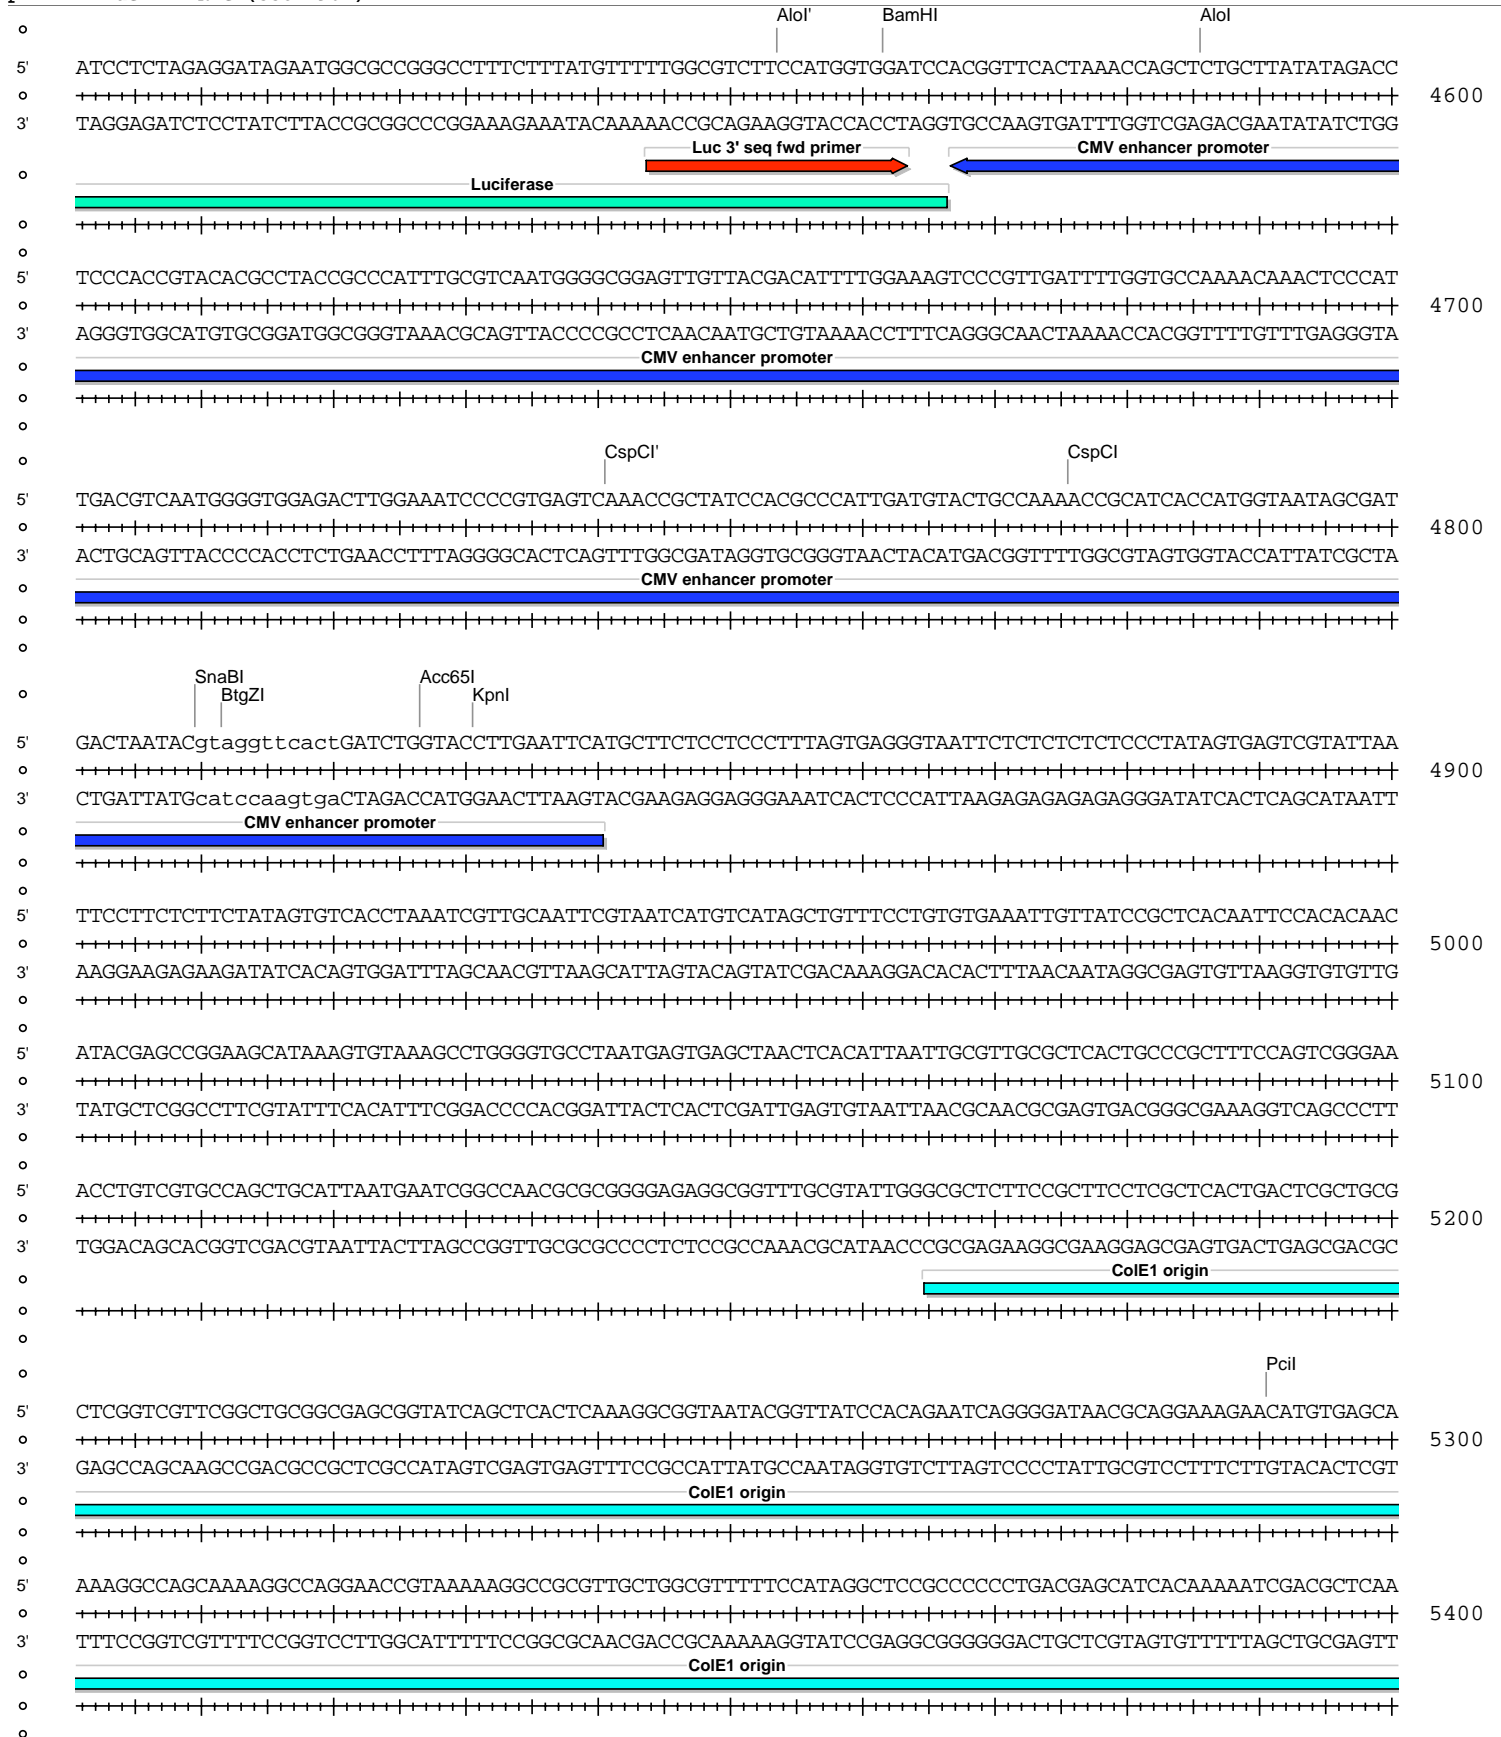 AloI' BamHI AloI
5' ATCCTCTAGAGGATAGAATGGCGCCGGGCCTTTCTTTATGTTTTTGGCGTCTTCCATGGTGGATCCACGGTTCACTAAACCAGCTCTGCTTATATAGACC
4600
3' TAGGAGATCTCCTATCTTACCGCGGCCCGGAAAGAAATACAAAAACCGCAGAAGGTACCACCTAGGTGCCAAGTGATTTGGTCGAGACGAATATATCTGG
Luc 3' seq fwd primer CMV enhancer promoter
Luciferase
5' TCCCACCGTACACGCCTACCGCCCATTTGCGTCAATGGGGCGGAGTTGTTACGACATTTTGGAAAGTCCCGTTGATTTTGGTGCCAAAACAAACTCCCAT
4700
3' AGGGTGGCATGTGCGGATGGCGGGTAAACGCAGTTACCCCGCCTCAACAATGCTGTAAAACCTTTCAGGGCAACTAAAACCACGGTTTTGTTTGAGGGTA
CMV enhancer promoter
CspCI' CspCI
5' TGACGTCAATGGGGTGGAGACTTGGAAATCCCCGTGAGTCAAACCGCTATCCACGCCCATTGATGTACTGCCAAAACCGCATCACCATGGTAATAGCGAT
4800
3' ACTGCAGTTACCCCACCTCTGAACCTTTAGGGGCACTCAGTTTGGCGATAGGTGCGGGTAACTACATGACGGTTTTGGCGTAGTGGTACCATTATCGCTA
CMV enhancer promoter
SnaBI Acc65I
BtgZI KpnI
5' GACTAATACgtaggttcactGATCTGGTACCTTGAATTCATGCTTCTCCTCCCTTTAGTGAGGGTAATTCTCTCTCTCTCCCTATAGTGAGTCGTATTAA
4900
3' CTGATTATGcatccaagtgaCTAGACCATGGAACTTAAGTACGAAGAGGAGGGAAATCACTCCCATTAAGAGAGAGAGAGGGATATCACTCAGCATAATT
CMV enhancer promoter
5' TTCCTTCTCTTCTATAGTGTCACCTAAATCGTTGCAATTCGTAATCATGTCATAGCTGTTTCCTGTGTGAAATTGTTATCCGCTCACAATTCCACACAAC
5000
3' AAGGAAGAGAAGATATCACAGTGGATTTAGCAACGTTAAGCATTAGTACAGTATCGACAAAGGACACACTTTAACAATAGGCGAGTGTTAAGGTGTGTTG
5' ATACGAGCCGGAAGCATAAAGTGTAAAGCCTGGGGTGCCTAATGAGTGAGCTAACTCACATTAATTGCGTTGCGCTCACTGCCCGCTTTCCAGTCGGGAA
5100
3' TATGCTCGGCCTTCGTATTTCACATTTCGGACCCCACGGATTACTCACTCGATTGAGTGTAATTAACGCAACGCGAGTGACGGGCGAAAGGTCAGCCCTT
5' ACCTGTCGTGCCAGCTGCATTAATGAATCGGCCAACGCGCGGGGAGAGGCGGTTTGCGTATTGGGCGCTCTTCCGCTTCCTCGCTCACTGACTCGCTGCG
5200
3' TGGACAGCACGGTCGACGTAATTACTTAGCCGGTTGCGCGCCCCTCTCCGCCAAACGCATAACCCGCGAGAAGGCGAAGGAGCGAGTGACTGAGCGACGC
ColE1 origin
PciI
5' CTCGGTCGTTCGGCTGCGGCGAGCGGTATCAGCTCACTCAAAGGCGGTAATACGGTTATCCACAGAATCAGGGGATAACGCAGGAAAGAACATGTGAGCA
5300
3' GAGCCAGCAAGCCGACGCCGCTCGCCATAGTCGAGTGAGTTTCCGCCATTATGCCAATAGGTGTCTTAGTCCCCTATTGCGTCCTTTCTTGTACACTCGT
ColE1 origin
5' AAAGGCCAGCAAAAGGCCAGGAACCGTAAAAAGGCCGCGTTGCTGGCGTTTTTCCATAGGCTCCGCCCCCCTGACGAGCATCACAAAAATCGACGCTCAA
5400
3' TTTCCGGTCGTTTTCCGGTCCTTGGCATTTTTCCGGCGCAACGACCGCAAAAAGGTATCCGAGGCGGGGGGACTGCTCGTAGTGTTTTTAGCTGCGAGTT
ColE1 origin